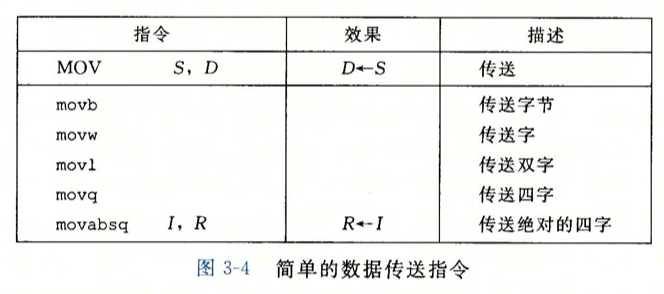 指令 效果 描述
MOV S, D D←S 传送
movb 传送字节
movw 传送字
movl 传送双字
movq 传送四字
movabsq I, R R←I 传送绝对的四字
图 3-4 简单的数据传送指令